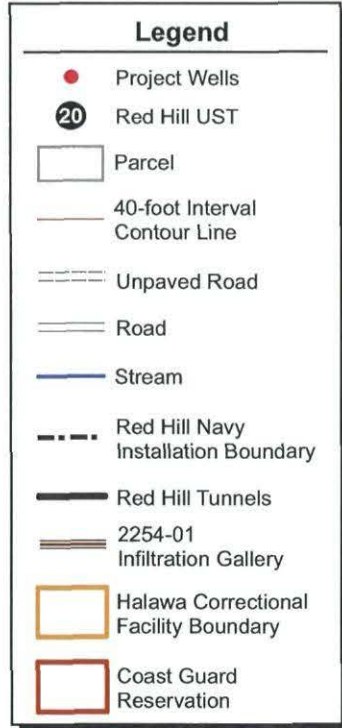 Legend
Project Wells
20 Red Hill UST
Parcel
40-foot Interval
Contour Line
Unpaved Road
Road
Stream
Red Hill Navy
Installation Boundary
Red Hill Tunnels
2254-01
Infiltration Gallery
Halawa Correctional
Facility Boundary
Coast Guard
Reservation